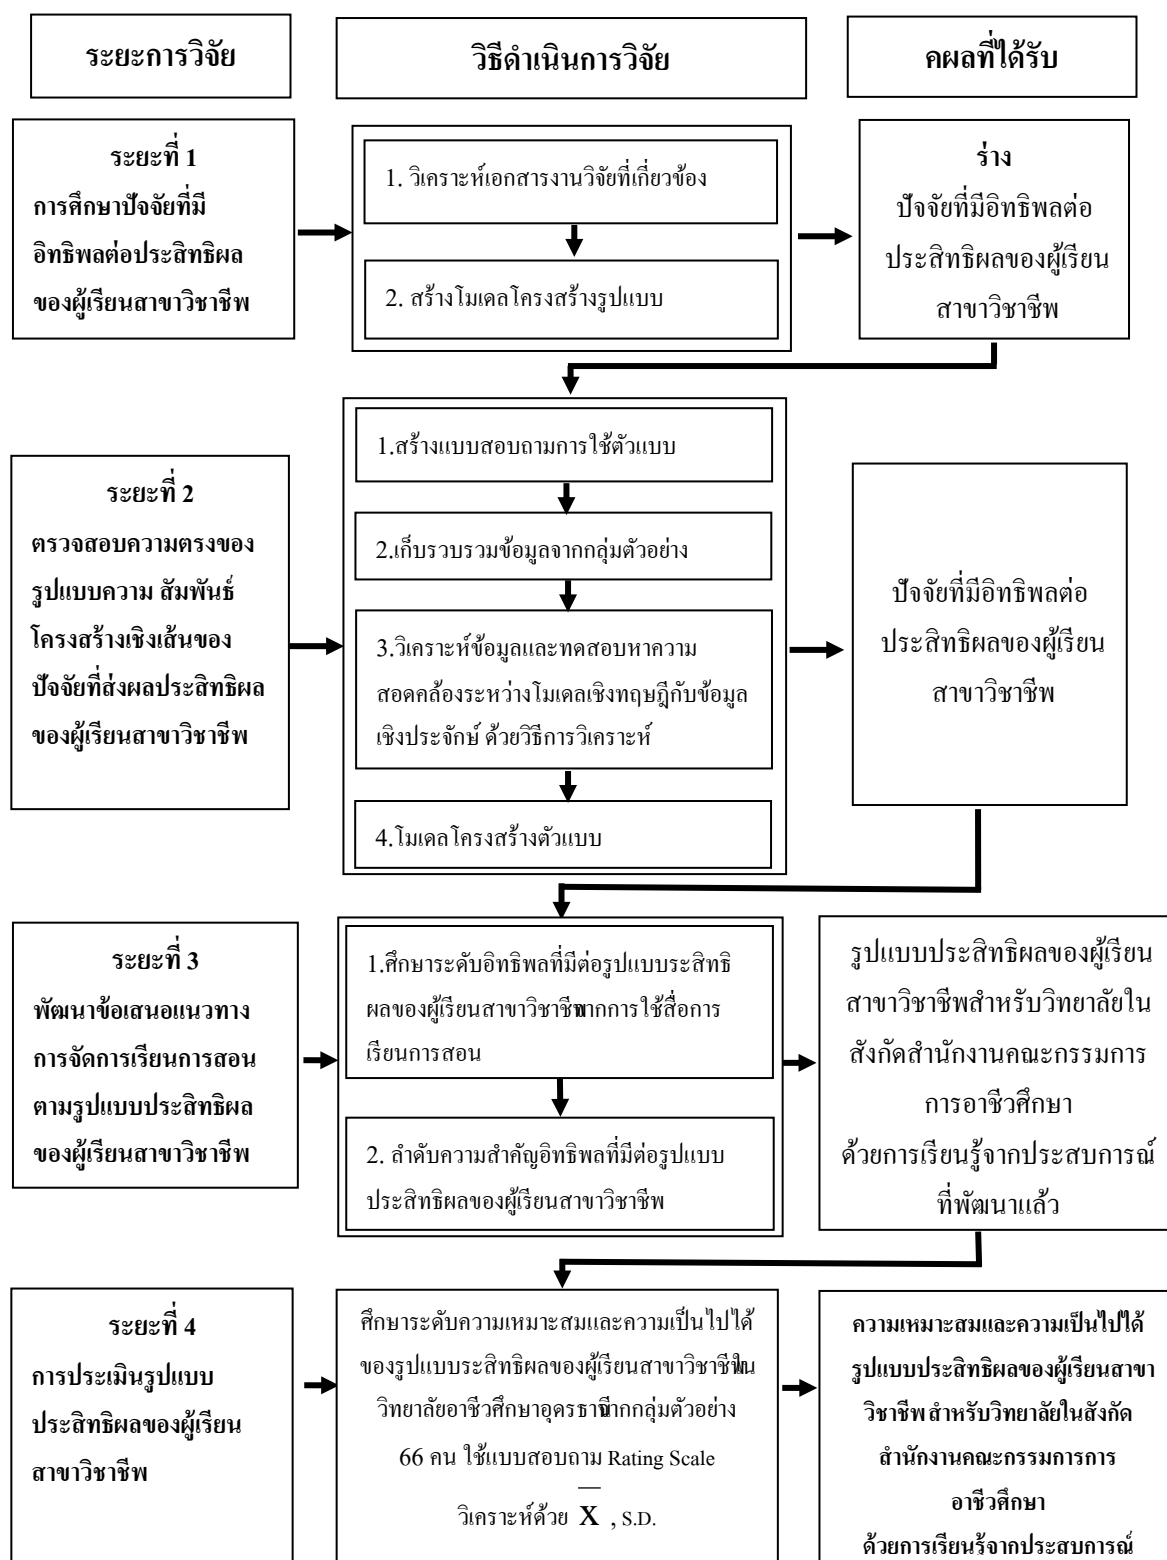 ระยะการวิจัย
วิธีดำเนินการวิจัย
คผลที่ได้รับ
ระยะที่ 1
การศึกษาปัจจัยที่มี
อิทธิพลต่อประสิทธิผล
ของผู้เรียนสาขาวิชาชีพ
1. วิเคราะห์เอกสารงานวิจัยที่เกี่ยวข้อง
2. สร้างโมเดลโครงสร้างรูปแบบ
ร่าง
ปัจจัยที่มีอิทธิพลต่อ
ประสิทธิผลของผู้เรียน
สาขาวิชาชีพ
ระยะที่ 2
ตรวจสอบความตรงของ
รูปแบบความ สัมพันธ์
โครงสร้างเชิงเส้นของ
ปัจจัยที่ส่งผลประสิทธิผล
ของผู้เรียนสาขาวิชาชีพ
1.สร้างแบบสอบถามการใช้ตัวแบบ
2.เก็บรวบรวมข้อมูลจากกลุ่มตัวอย่าง
3.วิเคราะห์ข้อมูลและทดสอบหาความ
สอดคล้องระหว่างโมเดลเชิงทฤษฎีกับข้อมูล
เชิงประจักษ์ ด้วยวิธีการวิเคราะห์
4.โมเดลโครงสร้างตัวแบบ
ปัจจัยที่มีอิทธิพลต่อ
ประสิทธิผลของผู้เรียน
สาขาวิชาชีพ
ระยะที่ 3
พัฒนาข้อเสนอแนวทาง
การจัดการเรียนการสอน
ตามรูปแบบประสิทธิผล
ของผู้เรียนสาขาวิชาชีพ
1.ศึกษาระดับอิทธิพลที่มีต่อรูปแบบระสิทธิ
ผลของผู้เรียนสาขาวิชาชีพจากการใช้สื่อการ
เรียนการสอน
2. ลำดับความสำคัญอิทธิพลที่มีต่อรูปแบบ
ประสิทธิผลของผู้เรียนสาขาวิชาชีพ
รูปแบบประสิทธิผลของผู้เรียน
สาขาวิชาชีพสำหรับวิทยาลัยใน
สังกัดสำนักงานคณะกรรมการ
การอาชีวศึกษา
ด้วยการเรียนรู้จากประสบการณ์
ที่พัฒนาแล้ว
ระยะที่ 4
การประเมินรูปแบบ
ประสิทธิผลของผู้เรียน
สาขาวิชาชีพ
ศึกษาระดับความเหมาะสมและความเป็นไปได้
ของรูปแบบประสิทธิผลของผู้เรียนสาขาวิชาชีพใน
วิทยาลัยอาชีวศึกษาอุดรธานีจากกลุ่มตัวอย่าง
66 คน ใช้แบบสอบถาม Rating Scale
วิเคราะห์ด้วย X̄ , S.D.
ความเหมาะสมและความเป็นไปได้
รูปแบบประสิทธิผลของผู้เรียนสาขา
วิชาชีพ สำหรับวิทยาลัยในสังกัด
สำนักงานคณะกรรมการการ
อาชีวศึกษา
ด้วยการเรียนรู้จากประสบการณ์